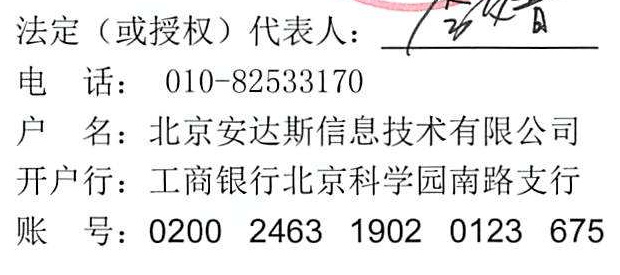 法定（或授权）代表人：
电　话： 010-82533170
户　名：北京安达斯信息技术有限公司
开户行：工商银行北京科学园南路支行
账　号：0200 2463 1902 0123 675